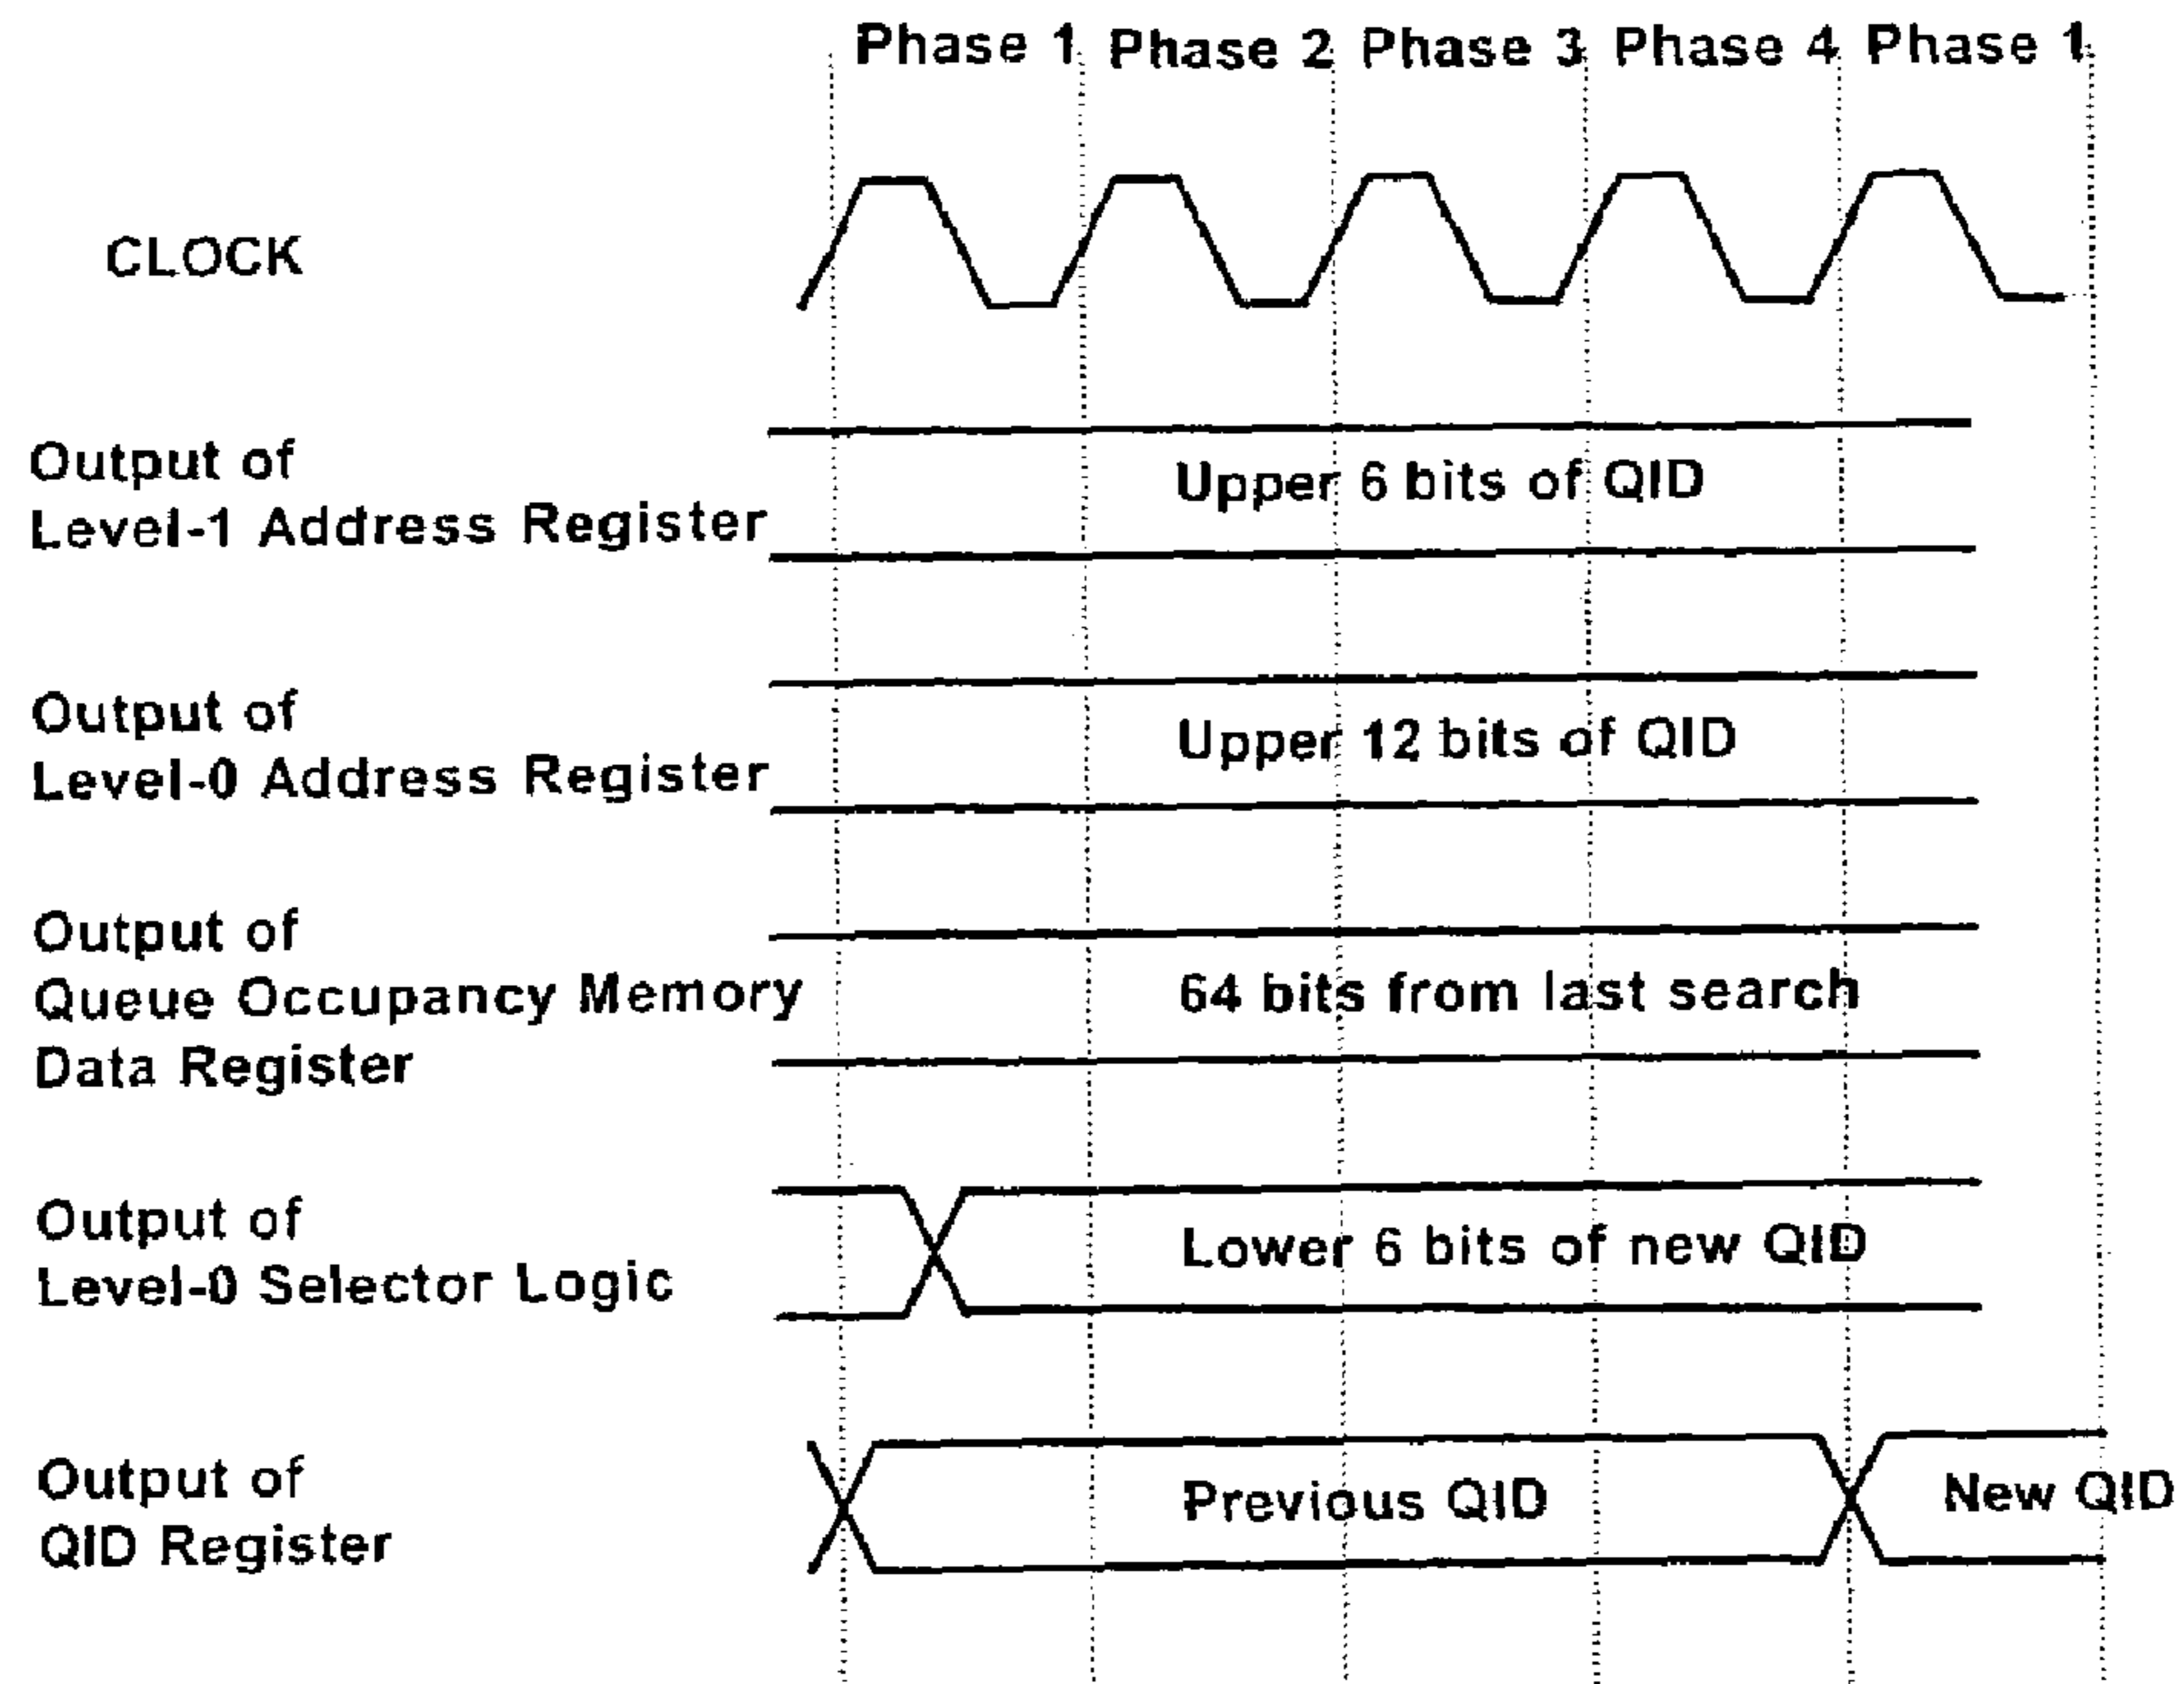 Phase 1 Phase 2 Phase 3 Phase 4 Phase 1
CLOCK
Output of
Level-1 Address Register
Upper 6 bits of QID
Output of
Level-0 Address Register
Upper 12 bits of QID
Output of
Queue Occupancy Memory
Data Register
64 bits from last search
Output of
Level-0 Selector Logic
Lower 6 bits of new QID
Output of
QID Register
Previous QID
New QID